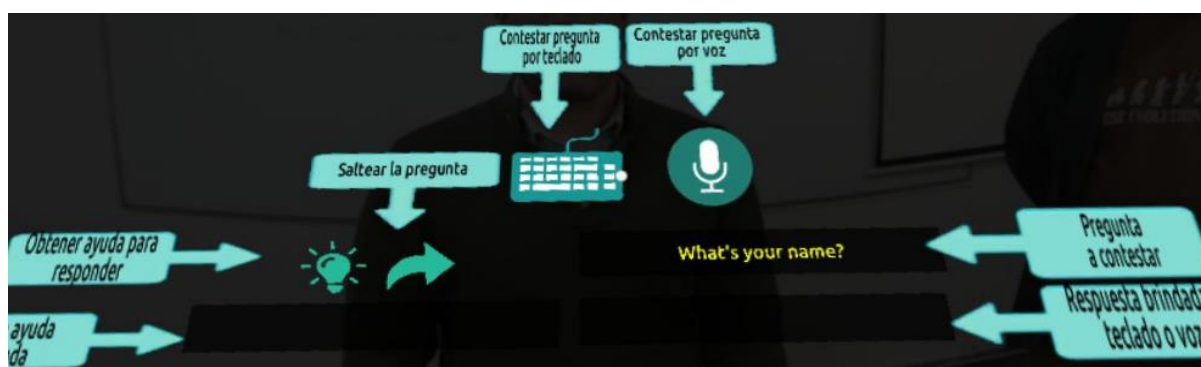 Contestar pregunta
por teclado
Contestar pregunta
por voz
Saltear la pregunta
Obtener ayuda para
responder
What's your name?
Pregunta
a contestar
ayuda
Respuesta brindada
teclado o voz
EVOLUTION